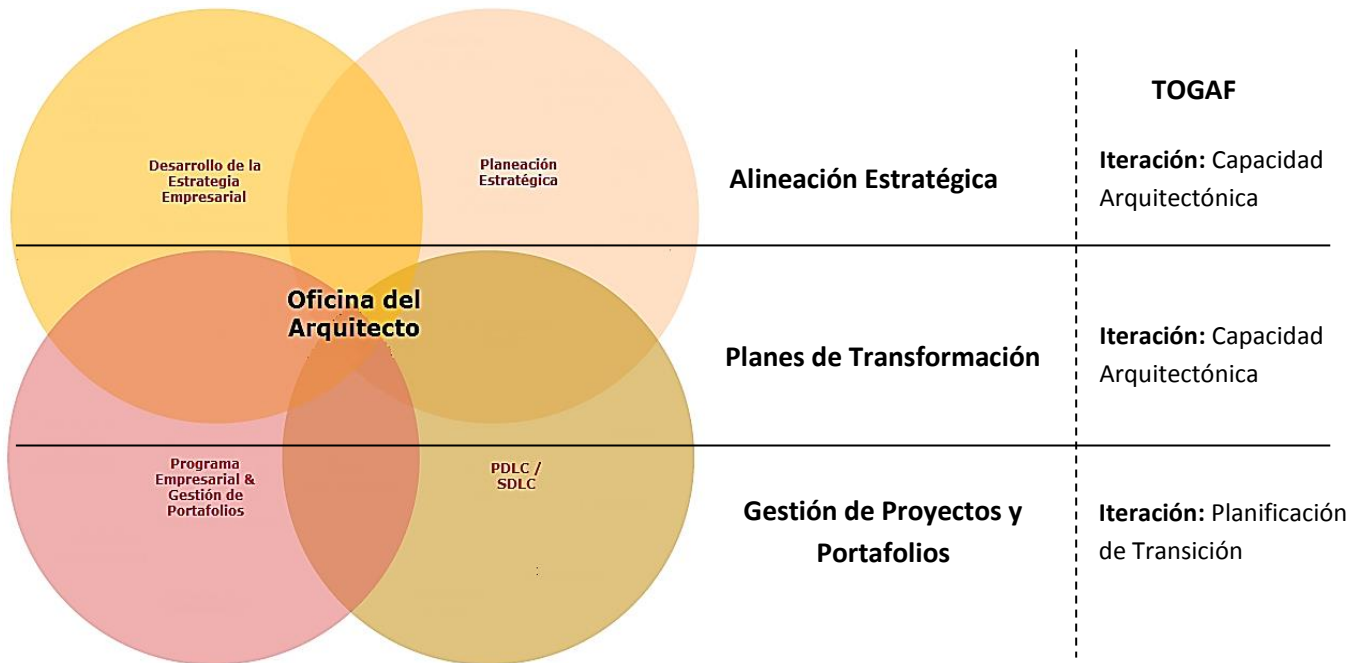 Desarrollo de la
Estrategia
Empresarial
Planeación
Estratégica
Alineación Estratégica
TOGAF
Iteración: Capacidad
Arquitectónica
Oficina del
Arquitecto
Planes de Transformación
Iteración: Capacidad
Arquitectónica
Programa
Empresarial &
Gestión de
Portafolios
PDLC /
SDLC
Gestión de Proyectos y
Portafolios
Iteración: Planificación
de Transición